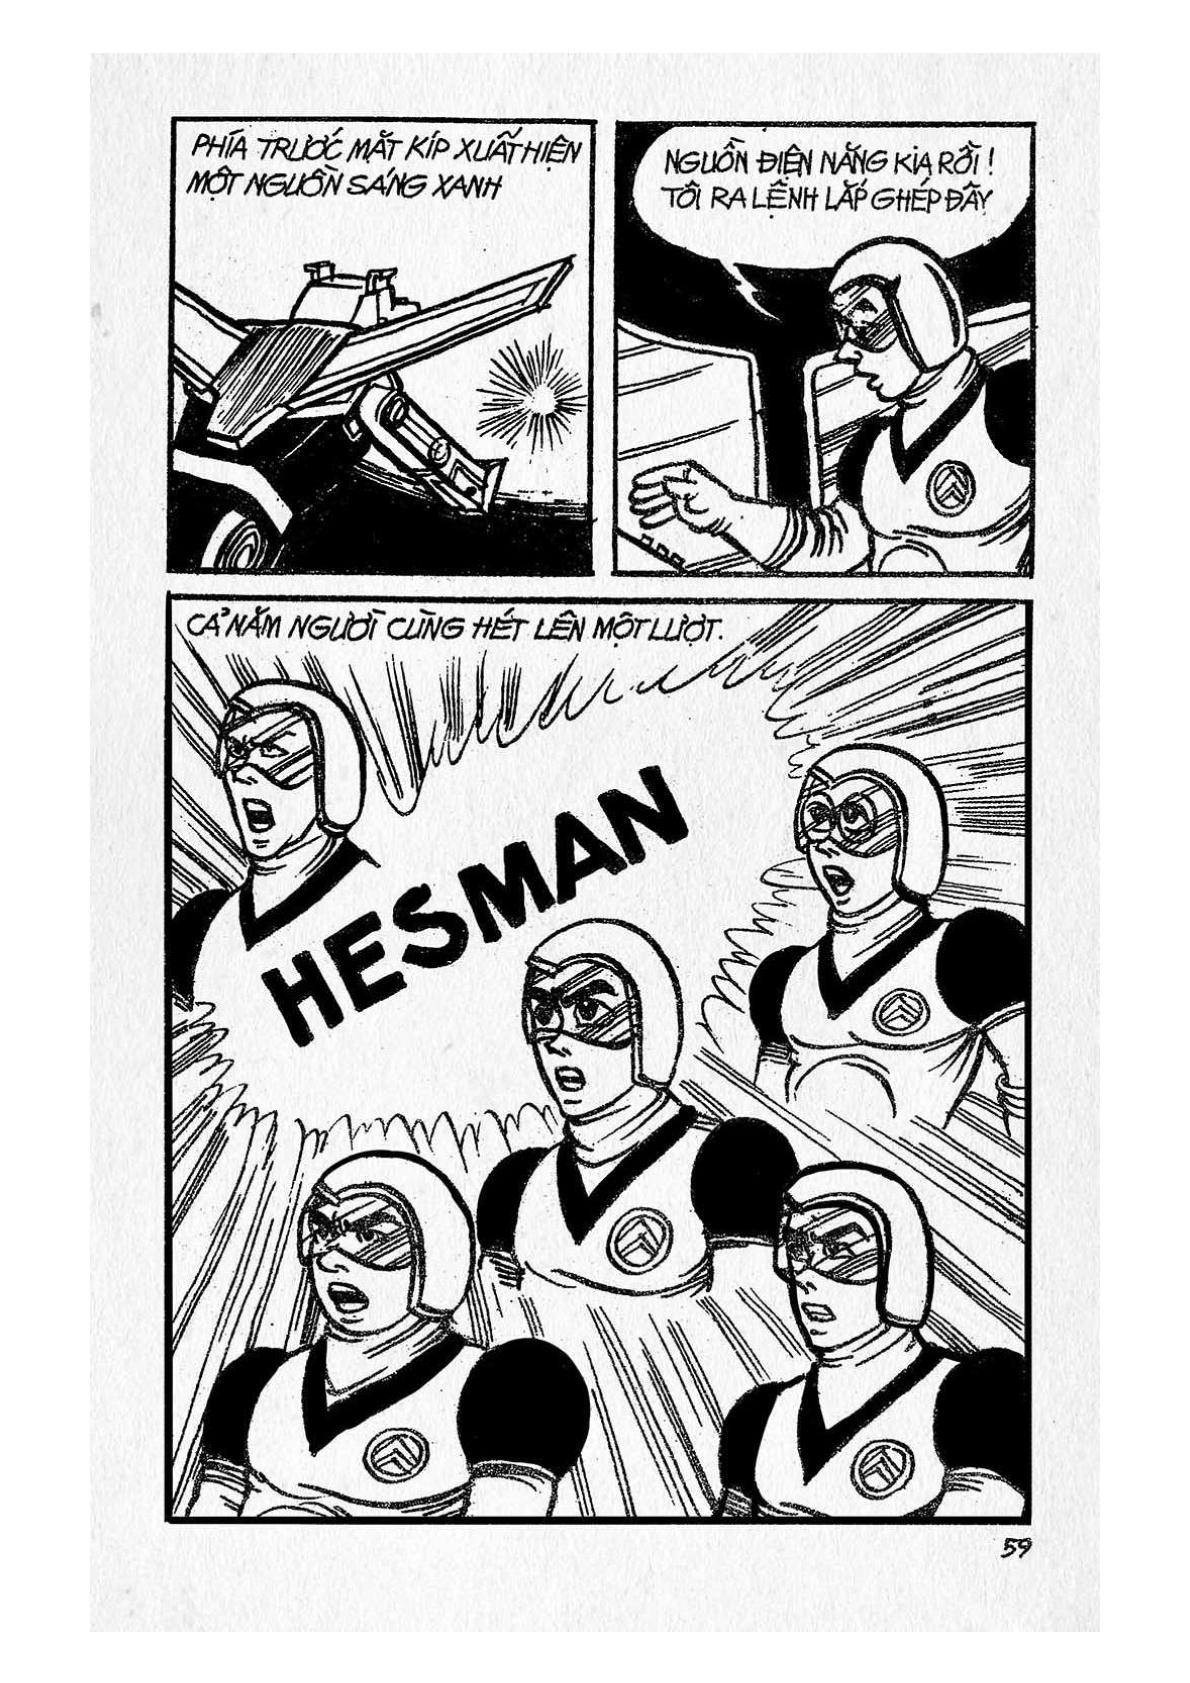 PHÍA TRƯỚC MẶT KÍP XUẤT HIỆN
MỘT NGUỒN SÁNG XANH
NGUỒN ĐIỆN NĂNG KIA RỒI!
TÔI RA LỆNH LẮP GHÉP ĐÂY
CẢ NĂM NGƯỜI CÙNG HÉT LÊN MỘT LƯỢT.
HESMAN
59